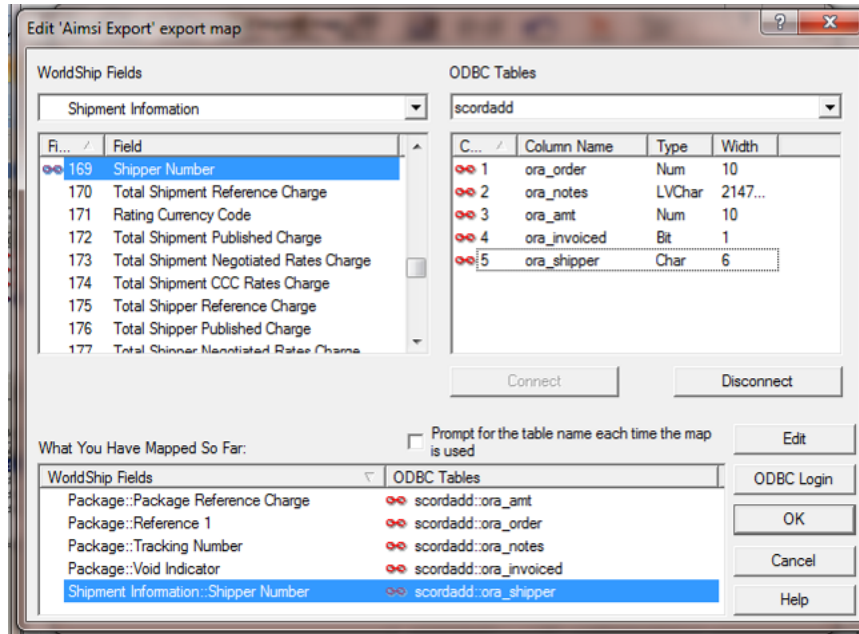 Edit 'Aimsi Export' export map
WorldShip Fields
ODBC Tables
Shipment Information
scordadd
Fi... Field
C... Column Name Type Width
169 Shipper Number
170 Total Shipment Reference Charge
171 Rating Currency Code
172 Total Shipment Published Charge
173 Total Shipment Negotiated Rates Charge
174 Total Shipment CCC Rates Charge
175 Total Shipper Reference Charge
176 Total Shipper Published Charge
177 Total Shipper Negotiated Rates Charge
1 ora_order Num 10
2 ora_notes LVChar 2147...
3 ora_amt Num 10
4 ora_invoiced Bit 1
5 ora_shipper Char 6
Connect
Disconnect
What You Have Mapped So Far:
Prompt for the table name each time the map
is used
Edit
WorldShip Fields ODBC Tables
Package::Package Reference Charge scordadd::ora_amt
Package::Reference 1 scordadd::ora_order
Package::Tracking Number scordadd::ora_notes
Package::Void Indicator scordadd::ora_invoiced
Shipment Information::Shipper Number scordadd::ora_shipper
ODBC Login
OK
Cancel
Help